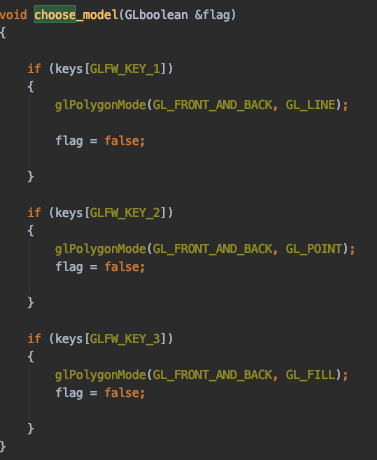 void choose_model(GLboolean &flag)
{
if (keys[GLFW_KEY_1])
{
glPolygonMode(GL_FRONT_AND_BACK, GL_LINE);
flag = false;
}
if (keys[GLFW_KEY_2])
{
glPolygonMode(GL_FRONT_AND_BACK, GL_POINT);
flag = false;
}
if (keys[GLFW_KEY_3])
{
glPolygonMode(GL_FRONT_AND_BACK, GL_FILL);
flag = false;
}
}